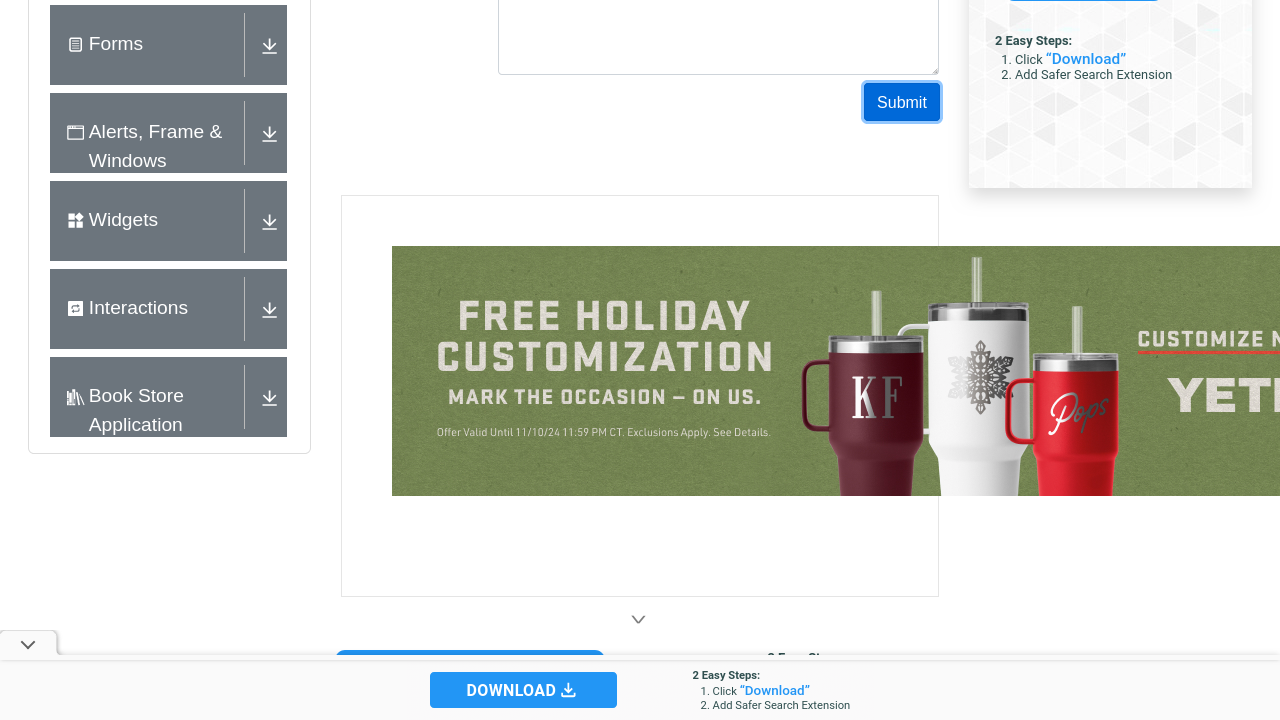 Forms
Alerts, Frame &
Windows
Widgets
Interactions
Book Store
Application
Submit
2 Easy Steps:
1. Click “Download”
2. Add Safer Search Extension
FREE HOLIDAY
CUSTOMIZATION
MARK THE OCCASION – ON US.
Offer Valid Until 11/10/24 11:59 PM CT. Exclusions Apply. See Details.
KF
Pops
CUSTOMIZE
YETI
DOWNLOAD
2 Easy Steps:
1. Click “Download”
2. Add Safer Search Extension